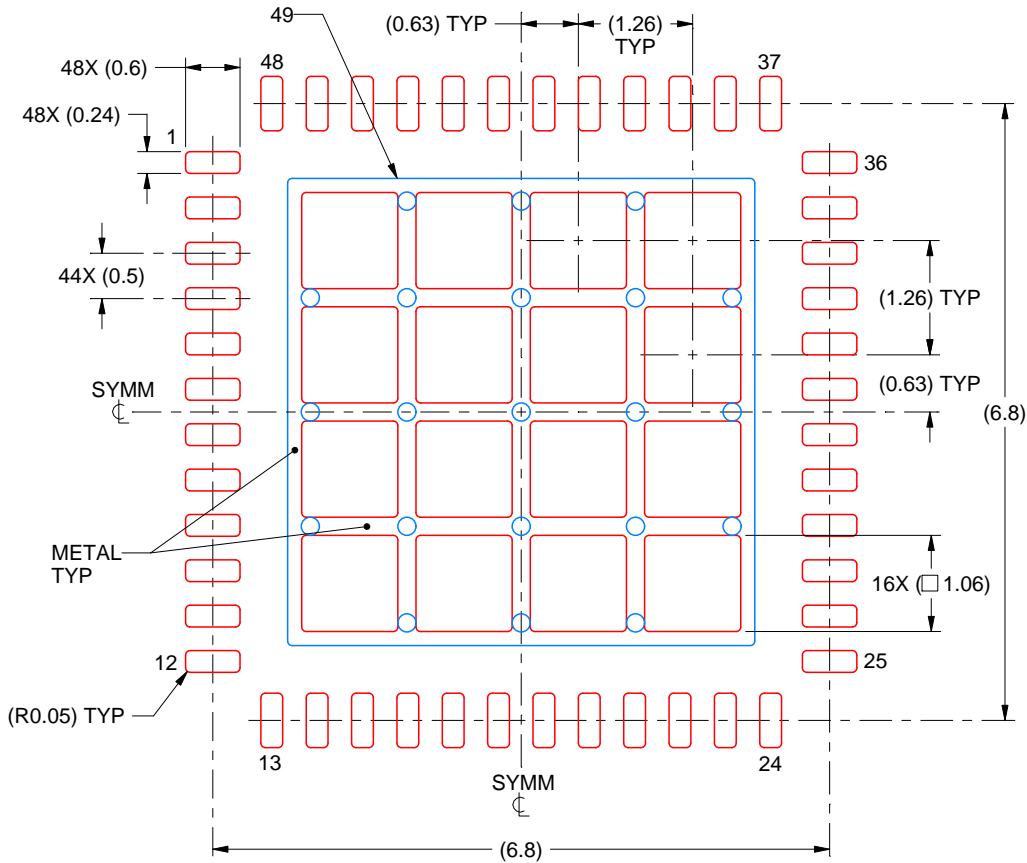 49
(0.63) TYP
(1.26)
TYP
48X (0.6)
48
37
48X (0.24)
1
36
44X (0.5)
(1.26) TYP
SYMM
(0.63) TYP
(6.8)
METAL
TYP
16X (□ 1.06)
12
25
(R0.05) TYP
13
24
SYMM
(6.8)